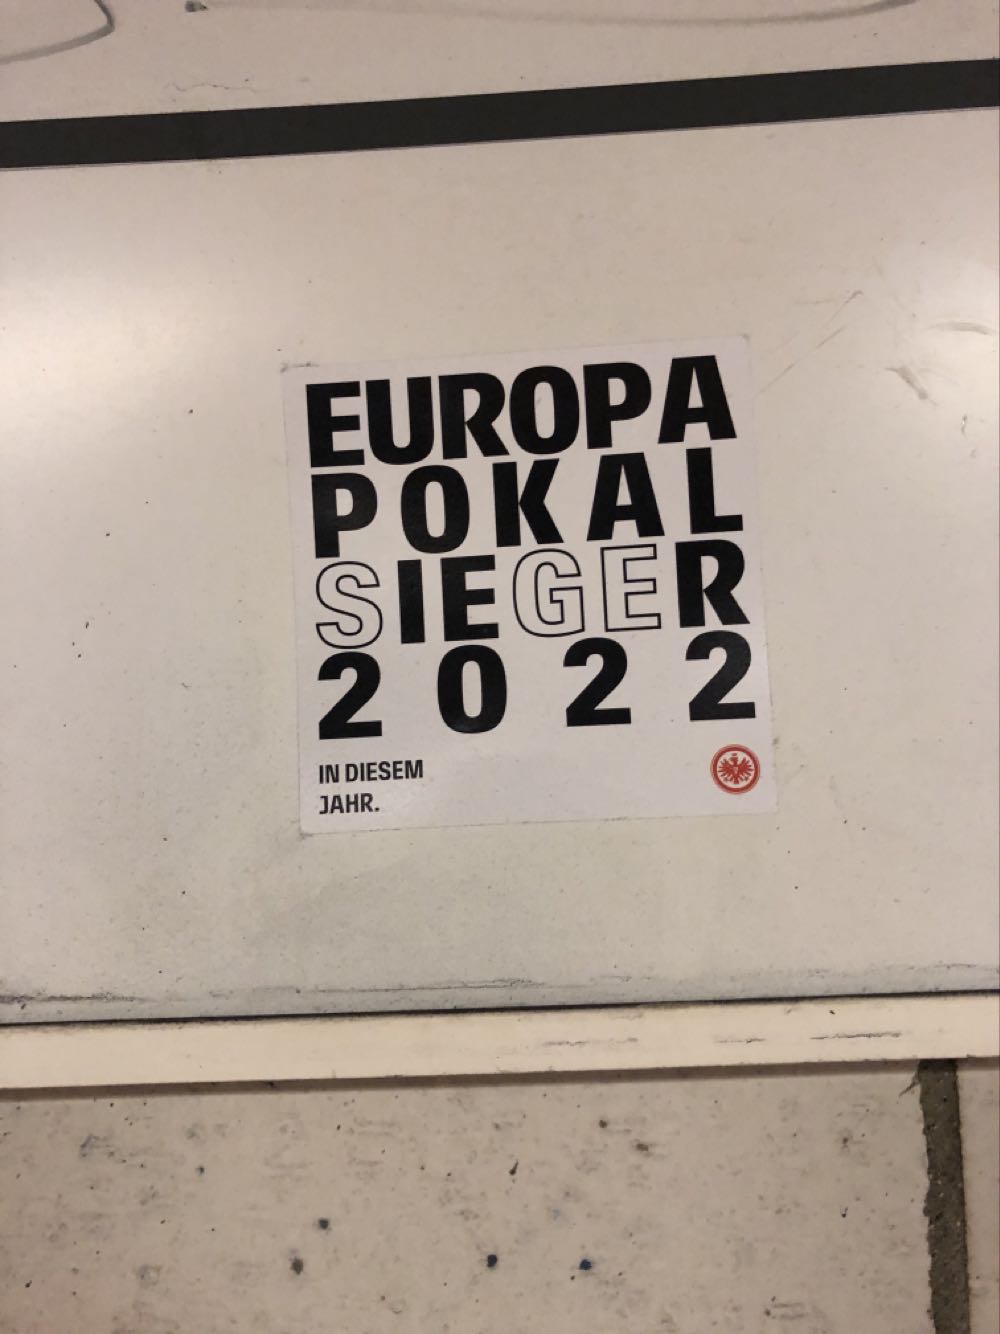 EUROPA
POKAL
SIEGER
2022
IN DIESEM
JAHR.